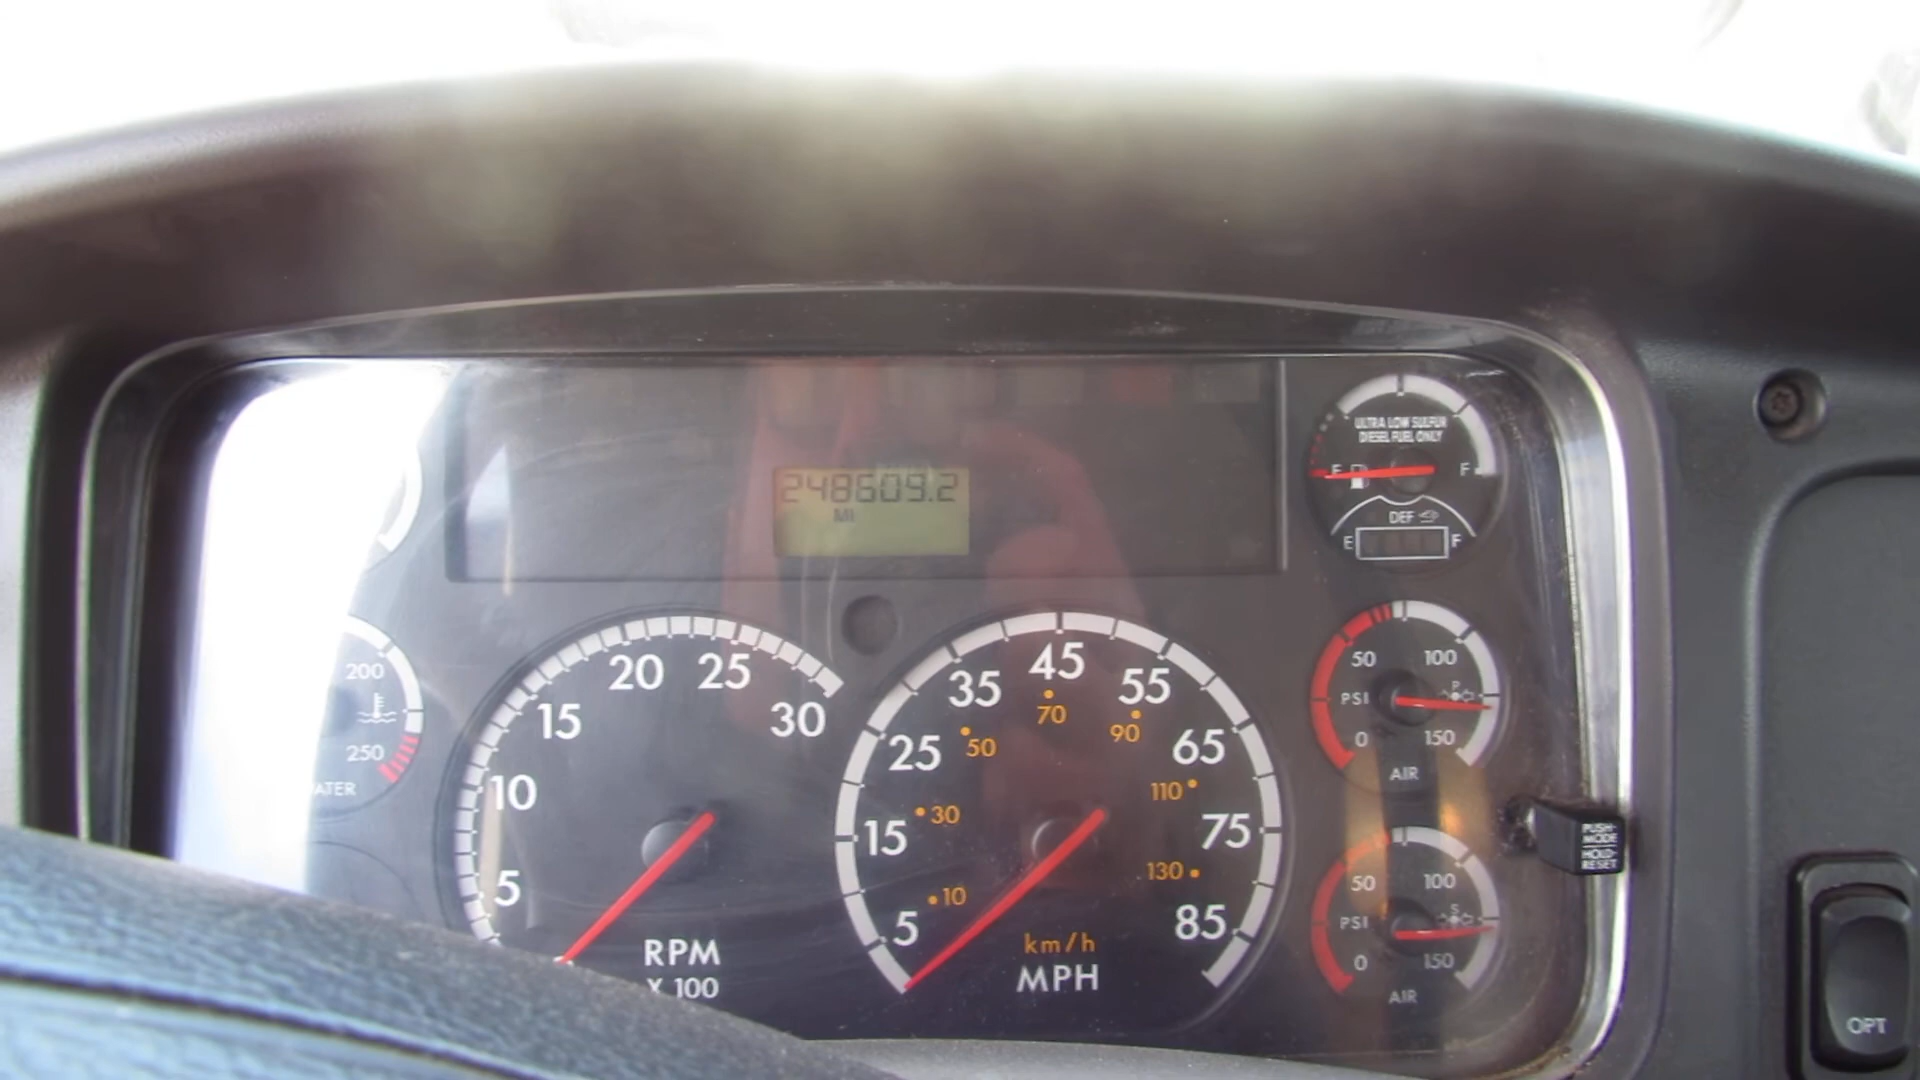 248609.2
MI
ULTRA LOW SULFUR
DIESEL FUEL ONLY
E F
DEF
E F
200
250
5
10
15
20
25
30
RPM
X 100
5
15
25
35
45
55
65
75
85
10
30
50
70
90
110
130
km/h
MPH
50 100
P
PSI
0 150
AIR
50 100
S
PSI
0 150
AIR
PUSH-
MODE
HOLD-
RESET
OPT